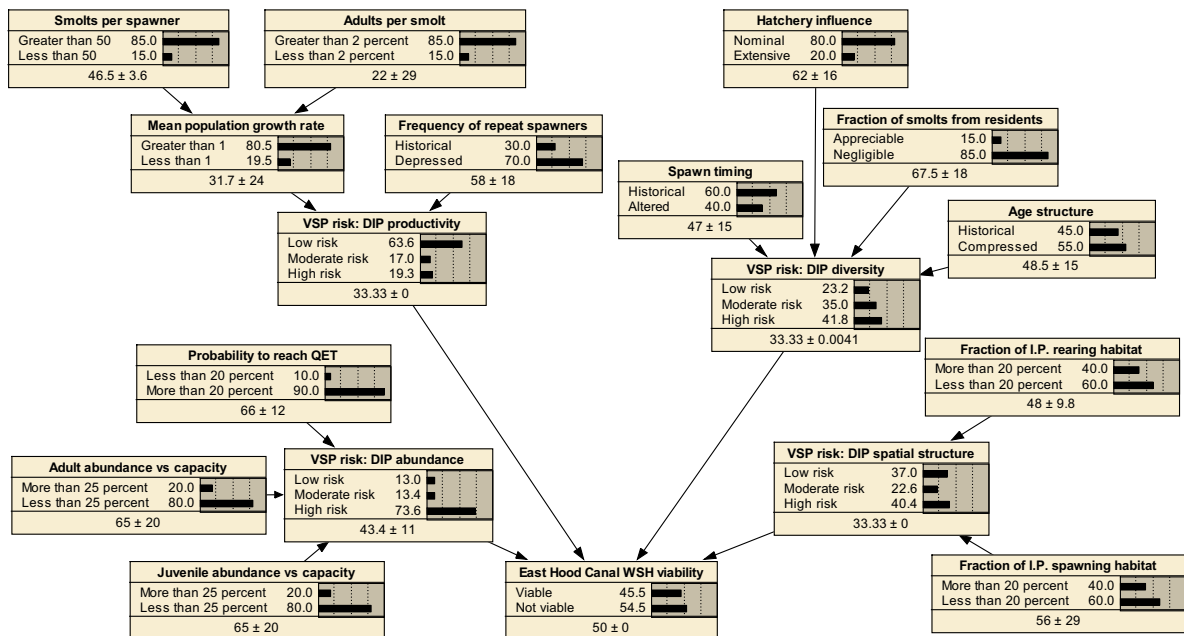 Smolts per spawner
Greater than 50 85.0
Less than 50 15.0
46.5 ± 3.6
Adults per smolt
Greater than 2 percent 85.0
Less than 2 percent 15.0
22 ± 29
Hatchery influence
Nominal 80.0
Extensive 20.0
62 ± 16
Mean population growth rate
Greater than 1 80.5
Less than 1 19.5
31.7 ± 24
Frequency of repeat spawners
Historical 30.0
Depressed 70.0
58 ± 18
Fraction of smolts from residents
Appreciable 15.0
Negligible 85.0
67.5 ± 18
Spawn timing
Historical 60.0
Altered 40.0
47 ± 15
Age structure
Historical 45.0
Compressed 55.0
48.5 ± 15
VSP risk: DIP productivity
Low risk 63.6
Moderate risk 17.0
High risk 19.3
33.33 ± 0
VSP risk: DIP diversity
Low risk 23.2
Moderate risk 35.0
High risk 41.8
33.33 ± 0.0041
Probability to reach QET
Less than 20 percent 10.0
More than 20 percent 90.0
66 ± 12
Fraction of I.P. rearing habitat
More than 20 percent 40.0
Less than 20 percent 60.0
48 ± 9.8
Adult abundance vs capacity
More than 25 percent 20.0
Less than 25 percent 80.0
65 ± 20
VSP risk: DIP abundance
Low risk 13.0
Moderate risk 13.4
High risk 73.6
43.4 ± 11
VSP risk: DIP spatial structure
Low risk 37.0
Moderate risk 22.6
High risk 40.4
33.33 ± 0
Juvenile abundance vs capacity
More than 25 percent 20.0
Less than 25 percent 80.0
65 ± 20
East Hood Canal WSH viability
Viable 45.5
Not viable 54.5
50 ± 0
Fraction of I.P. spawning habitat
More than 20 percent 40.0
Less than 20 percent 60.0
56 ± 29